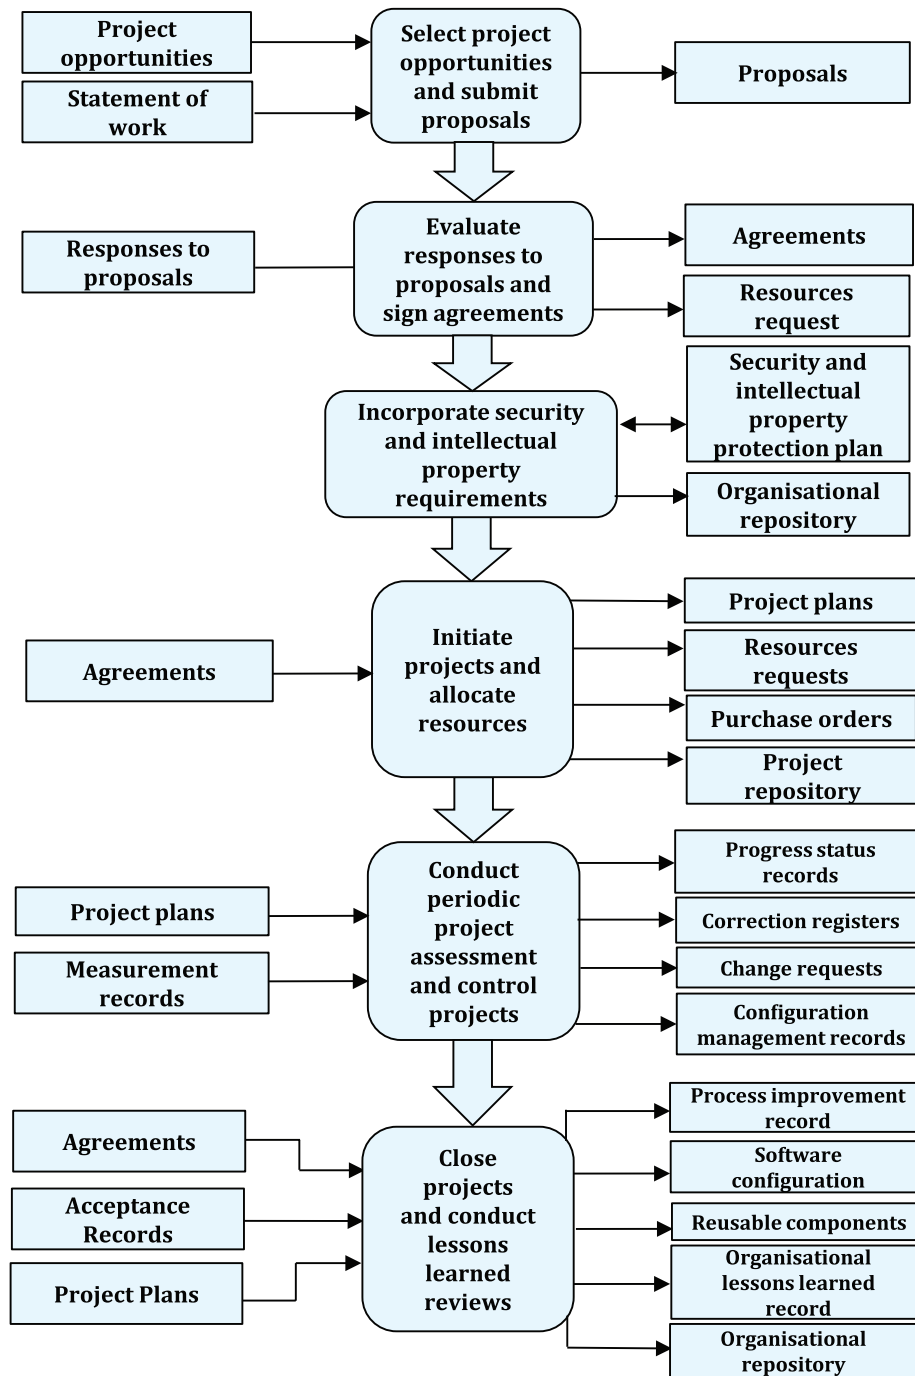 Project
opportunities
Select project
opportunities
and submit
proposals
Proposals
Statement of
work
Responses to
proposals
Evaluate
responses to
proposals and
sign agreements
Agreements
Resources
request
Incorporate security
and intellectual
property
requirements
Security and
intellectual
property
protection plan
Organisational
repository
Agreements
Initiate
projects and
allocate
resources
Project plans
Resources
requests
Purchase orders
Project
repository
Project plans
Measurement
records
Conduct
periodic
project
assessment
and control
projects
Progress status
records
Correction registers
Change requests
Configuration
management records
Agreements
Acceptance
Records
Project Plans
Close
projects
and conduct
lessons
learned
reviews
Process improvement
record
Software
configuration
Reusable components
Organisational
lessons learned
record
Organisational
repository